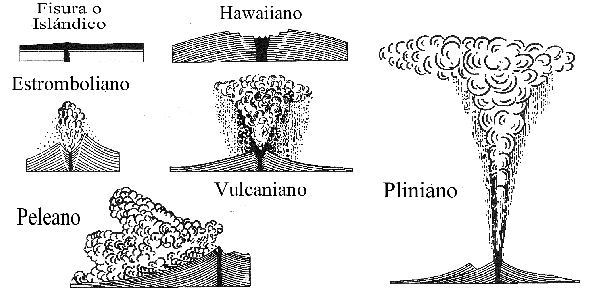 Fisura o
Islándico
Hawaiiano
Estromboliano
Vulcaniano
Peleano
Pliniano